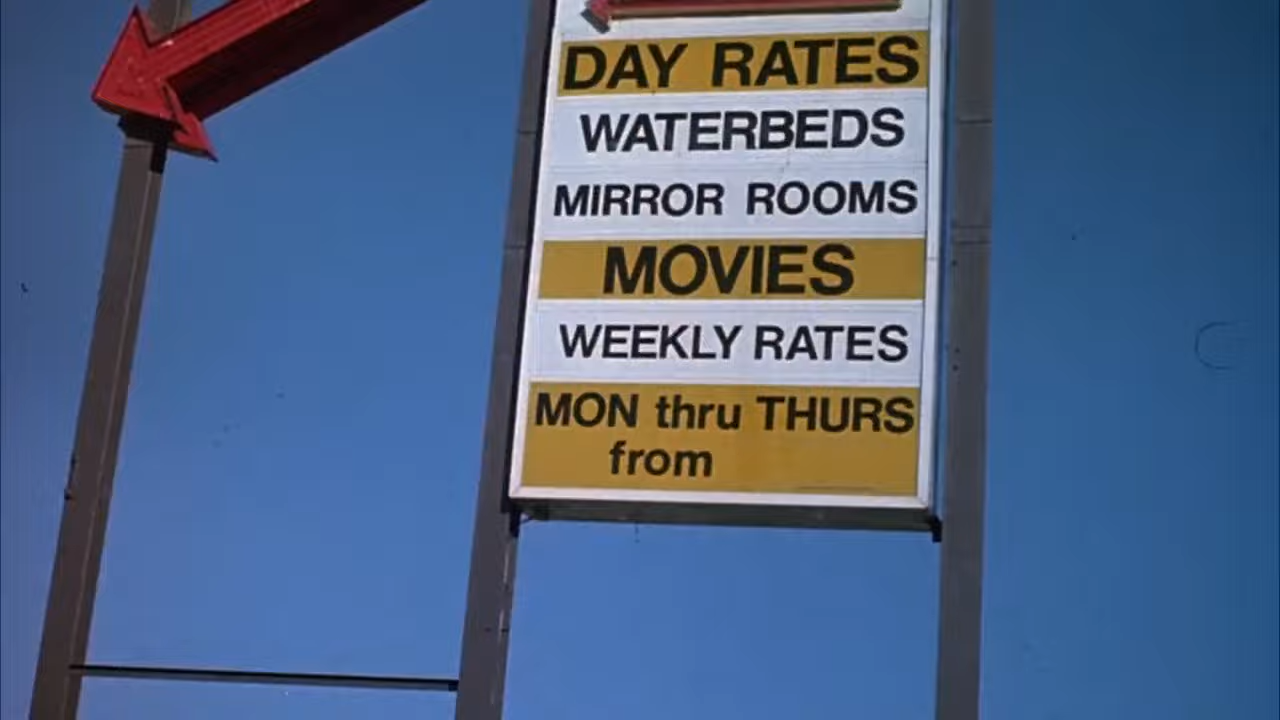 DAY RATES
WATERBEDS
MIRROR ROOMS
MOVIES
WEEKLY RATES
MON thru THURS
from